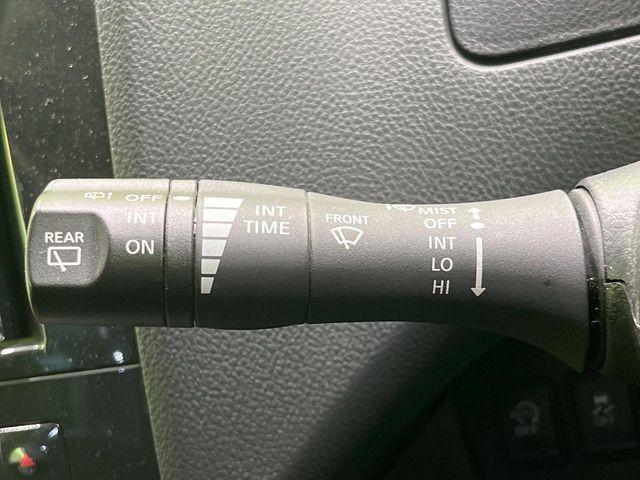 REAR
OFF
INT
ON
INT
TIME
FRONT
MIST
OFF
INT
LO
HI